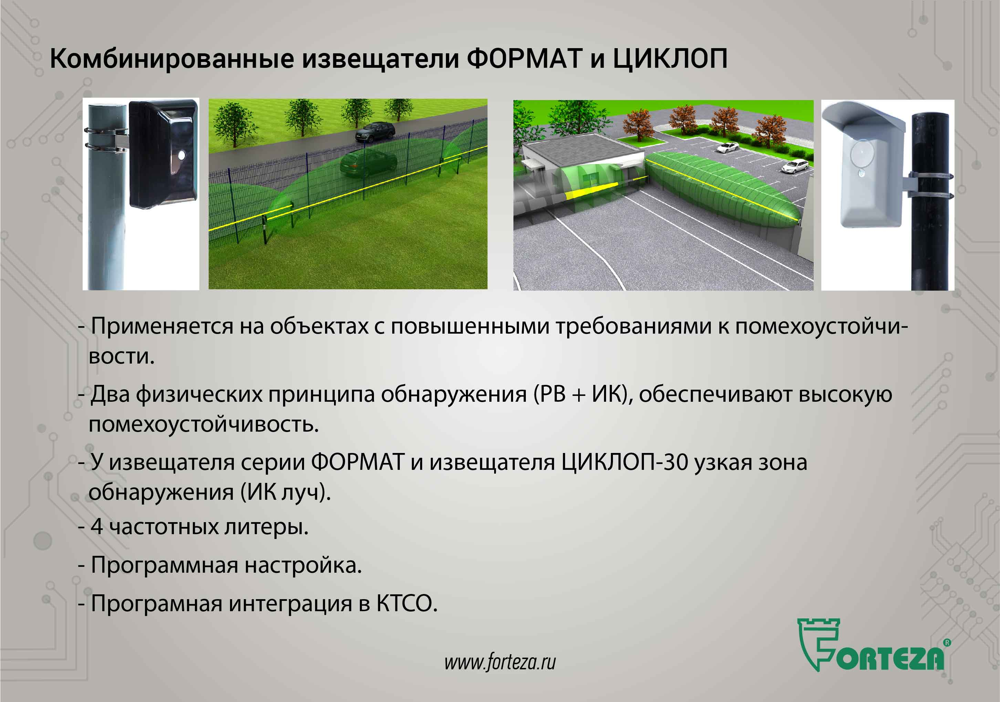 Комбинированные извещатели ФОРМАТ и ЦИКЛОП
- Применяется на объектах с повышенными требованиями к помехоустойчи-
вости.
- Два физических принципа обнаружения (РВ + ИК), обеспечивают высокую
помехоустойчивость.
- У извещателя серии ФОРМАТ и извещателя ЦИКЛОП-30 узкая зона
обнаружения (ИК луч).
- 4 частотных литеры.
- Программная настройка.
- Програмная интеграция в КТСО.
www.forteza.ru
FORTEZA®